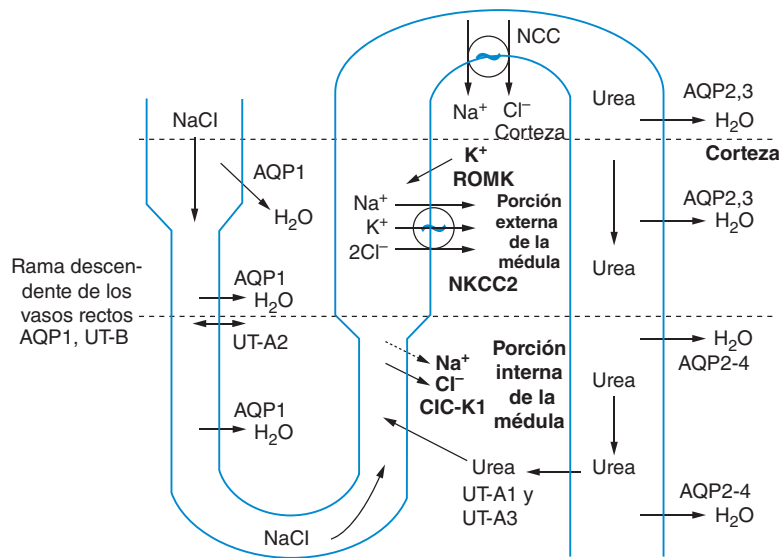 NCC
Na+
Cl–
Corteza
Urea
AQP2,3
H2O
Corteza
NaCl
AQP1
H2O
K+
ROMK
Na+
K+
2Cl–
NKCC2
Porción
externa
de la
médula
AQP2,3
H2O
Urea
Rama descen-
dente de los
vasos rectos
AQP1, UT-B
AQP1
H2O
UT-A2
AQP1
H2O
NaCl
Na+
Cl–
ClC-K1
Porción
interna
de la
médula
H2O
AQP2-4
Urea
Urea
Urea
UT-A1 y
UT-A3
AQP2-4
H2O